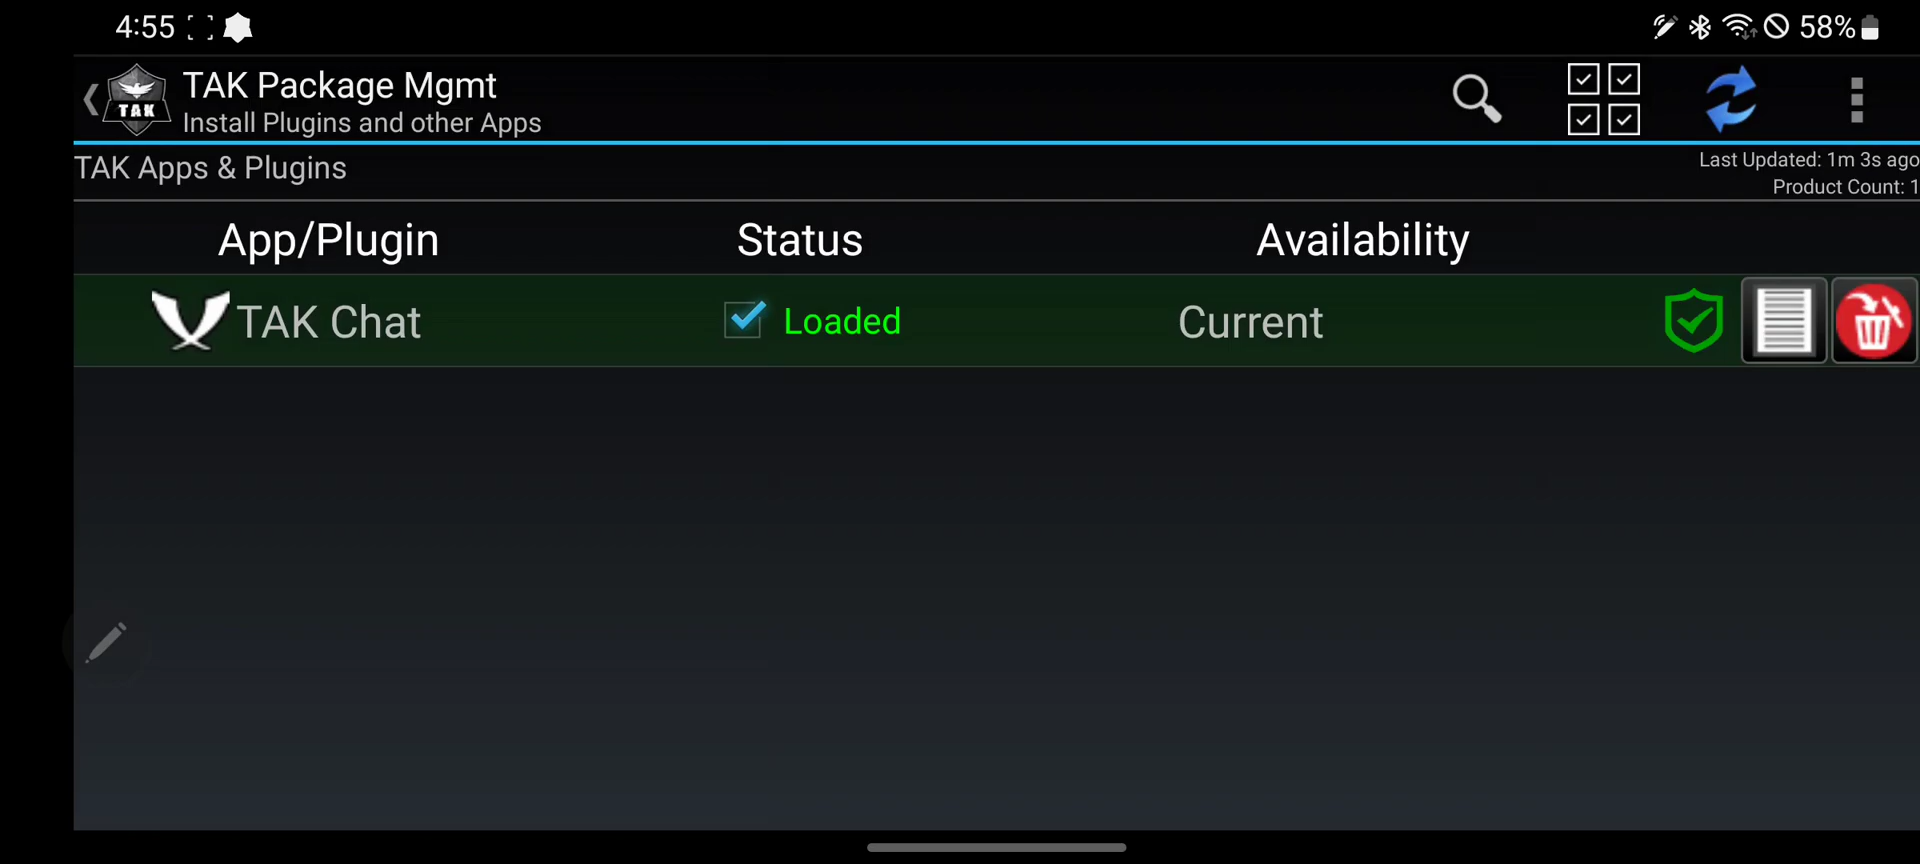 4:55
58%
TAK
TAK Package Mgmt
Install Plugins and other Apps
TAK Apps & Plugins
Last Updated: 1m 3s ago
Product Count: 1
App/Plugin Status Availability
TAK Chat Loaded Current